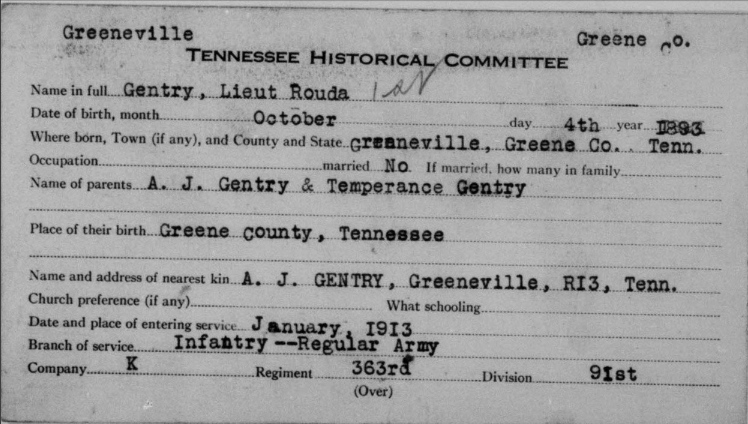 Greeneville Greene Co.
TENNESSEE HISTORICAL COMMITTEE
Name in full Gentry, Lieut Rouda 1st
Date of birth, month October day 4th year I893
Where born, Town (if any), and County and State greeneville, Greene Co. Tenn.
Occupation married No. If married, how many in family
Name of parents A. J. Gentry & Temperance Gentry
Place of their birth Greene county, Tennessee
Name and address of nearest kin A. J. GENTRY, Greeneville, RI3, Tenn.
Church preference (if any) What schooling
Date and place of entering service January, I9I3
Branch of service Infantry --Regular Army
Company K Regiment 363rd Division 9Ist
(Over)